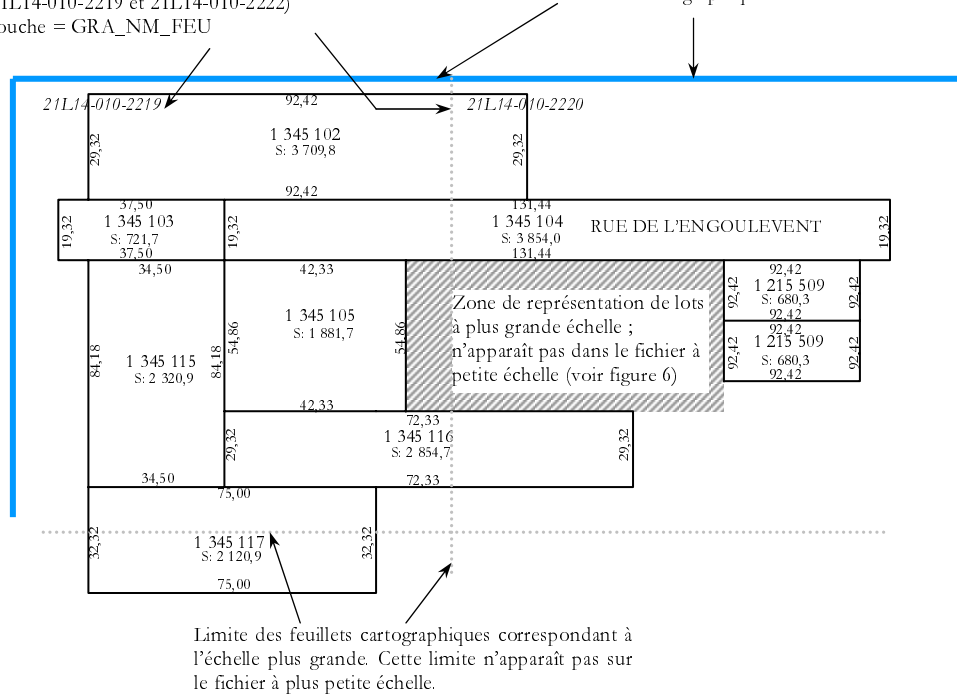 1L14-010-2219 et 21L14-010-2222)
ouche = GRA_NM_FEU
21L14-010-2219
92,42
21L14-010-2220
29,32
1 345 102
S: 3 709,8
29,32
92,42
37,50
131,44
19,32
1 345 103
S: 721,7
37,50
19,32
1 345 104
S: 3 854,0
131,44
RUE DE L'ENGOULEVENT
19,32
34,50
42,33
92,42
92,42
1 215 509
S: 680,3
92,42
92,42
92,42
92,42
1 215 509
S: 680,3
92,42
92,42
54,86
1 345 105
S: 1 881,7
54,86
42,33
Zone de représentation de lots
à plus grande échelle ;
n'apparaît pas dans le fichier à
petite échelle (voir figure 6)
84,18
1 345 115
S: 2 320,9
84,18
34,50
72,33
29,32
1 345 116
S: 2 854,7
29,32
72,33
75,00
32,32
1 345 117
S: 2 120,9
32,32
75,00
Limite des feuillets cartographiques correspondant à
l'échelle plus grande. Cette limite n'apparaît pas sur
le fichier à plus petite échelle.